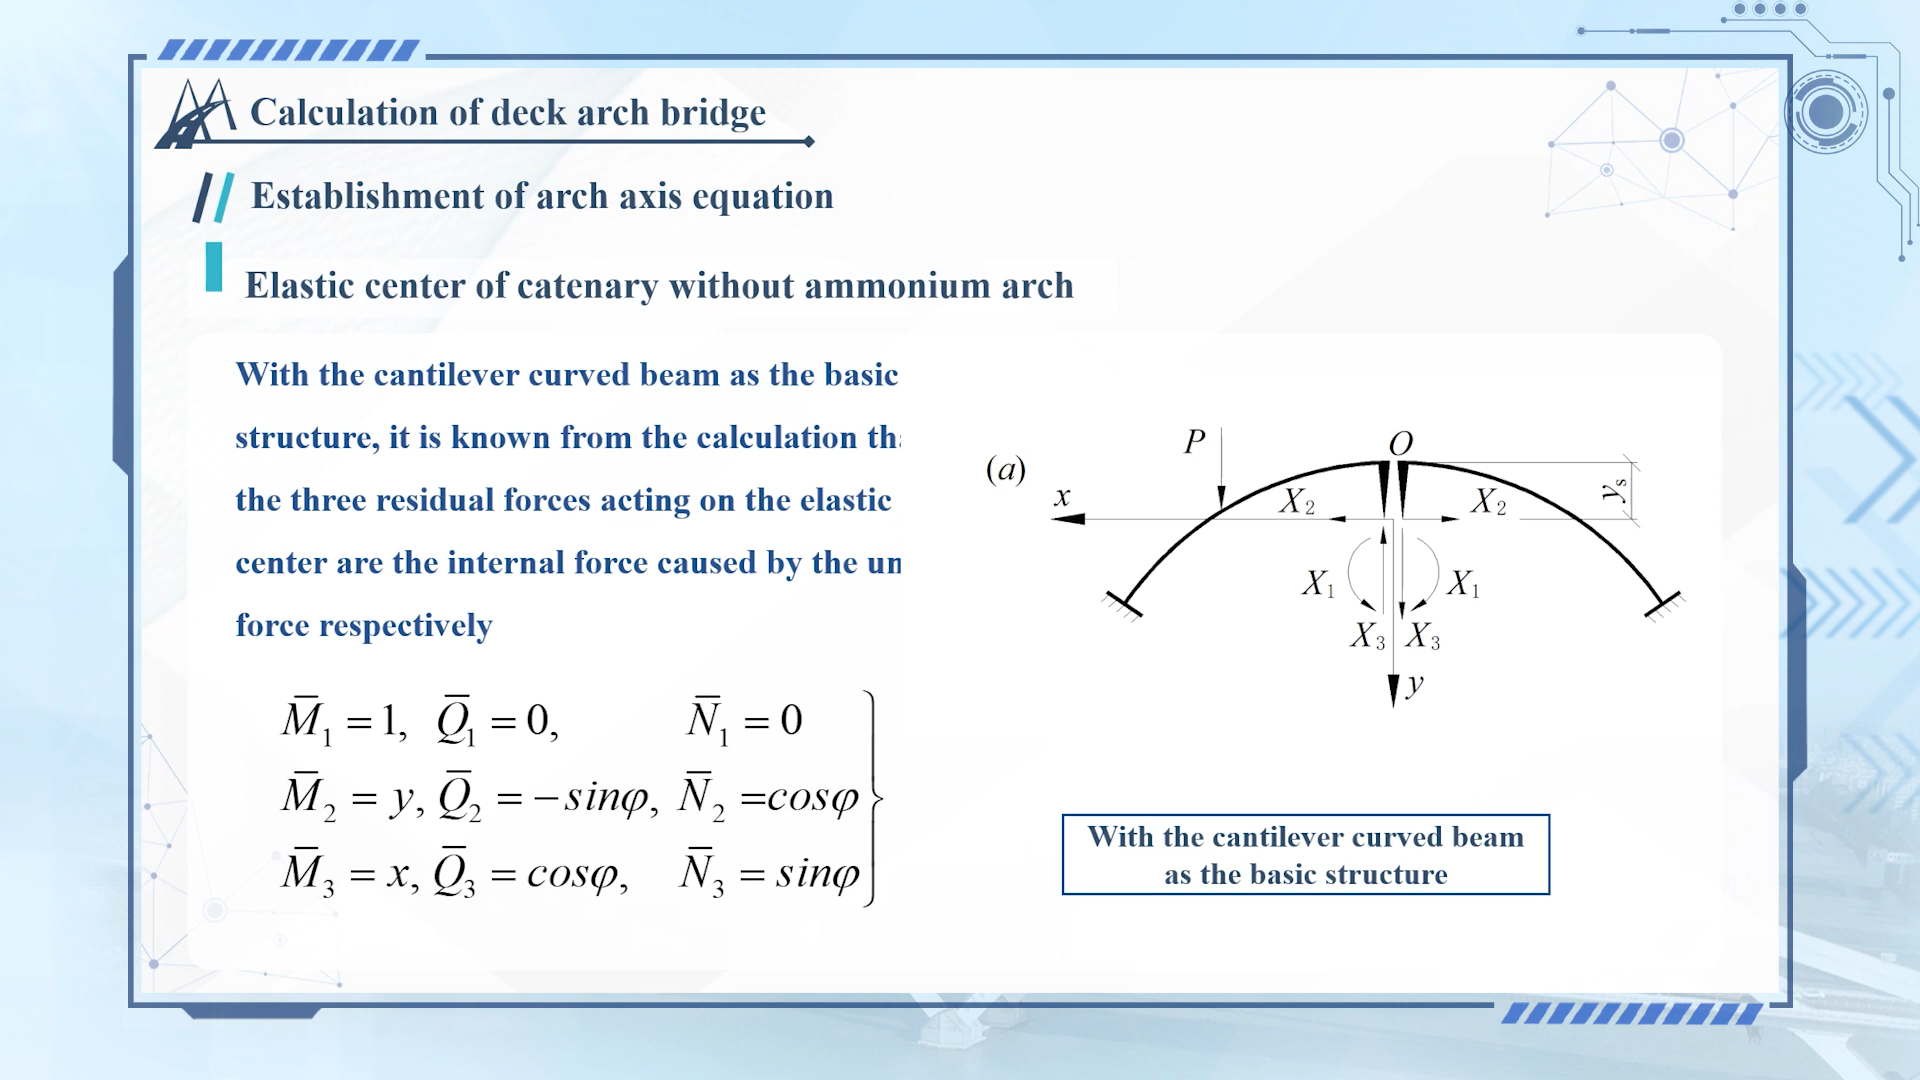 Calculation of deck arch bridge
Establishment of arch axis equation
Elastic center of catenary without ammonium arch
With the cantilever curved beam as the basic
structure, it is known from the calculation th
the three residual forces acting on the elastic
center are the internal force caused by the un
force respectively
M̅₁ = 1, Q̅₁ = 0, N̅₁ = 0
M̅₂ = y, Q̅₂ = −sinφ, N̅₂ =cosφ
M̅₃ = x, Q̅₃ = cosφ, N̅₃ = sinφ
(a)
P
O
x
X₂
X₂
yₛ
X₁
X₁
X₃
X₃
y
With the cantilever curved beam
as the basic structure